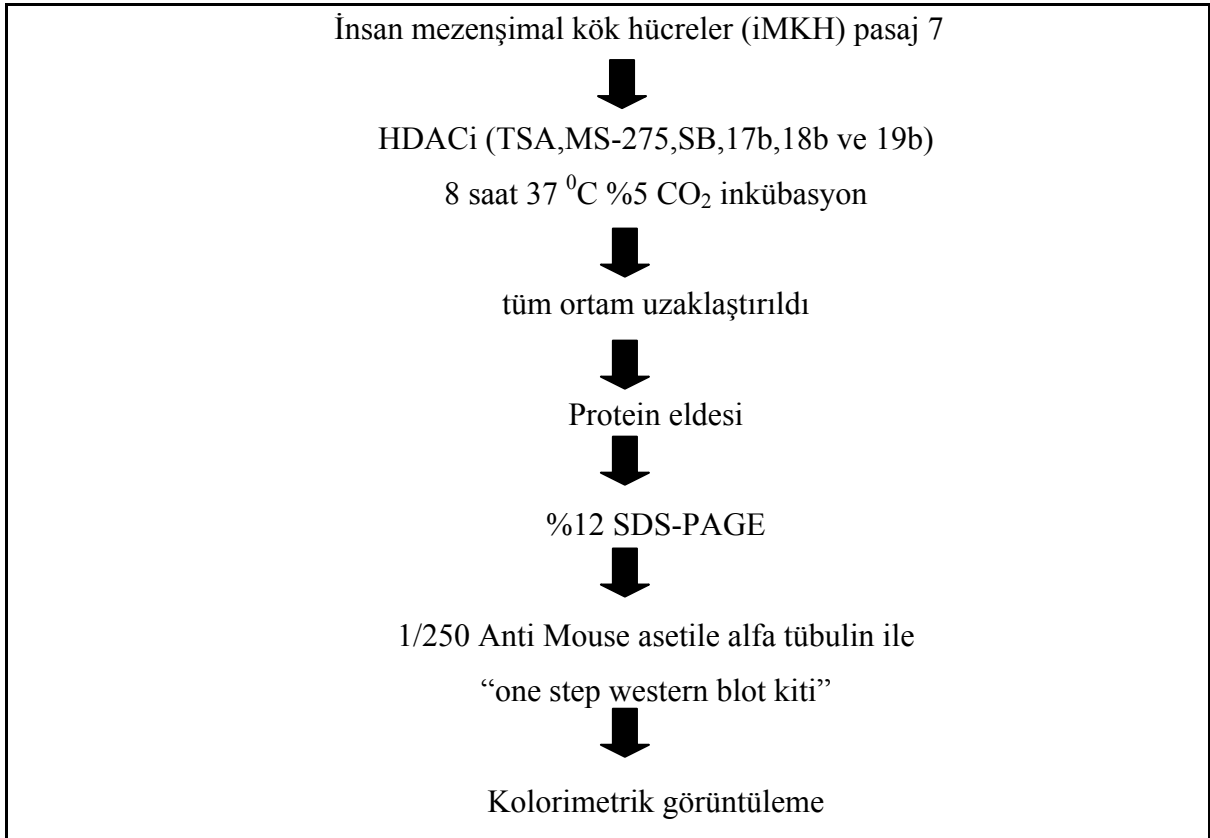 İnsan mezenşimal kök hücreler (iMKH) pasaj 7
HDACi (TSA,MS-275,SB,17b,18b ve 19b)
8 saat 37 ⁰C %5 CO₂ inkübasyon
tüm ortam uzaklaştırıldı
Protein eldesi
%12 SDS-PAGE
1/250 Anti Mouse asetile alfa tübulin ile
“one step western blot kiti”
Kolorimetrik görüntüleme